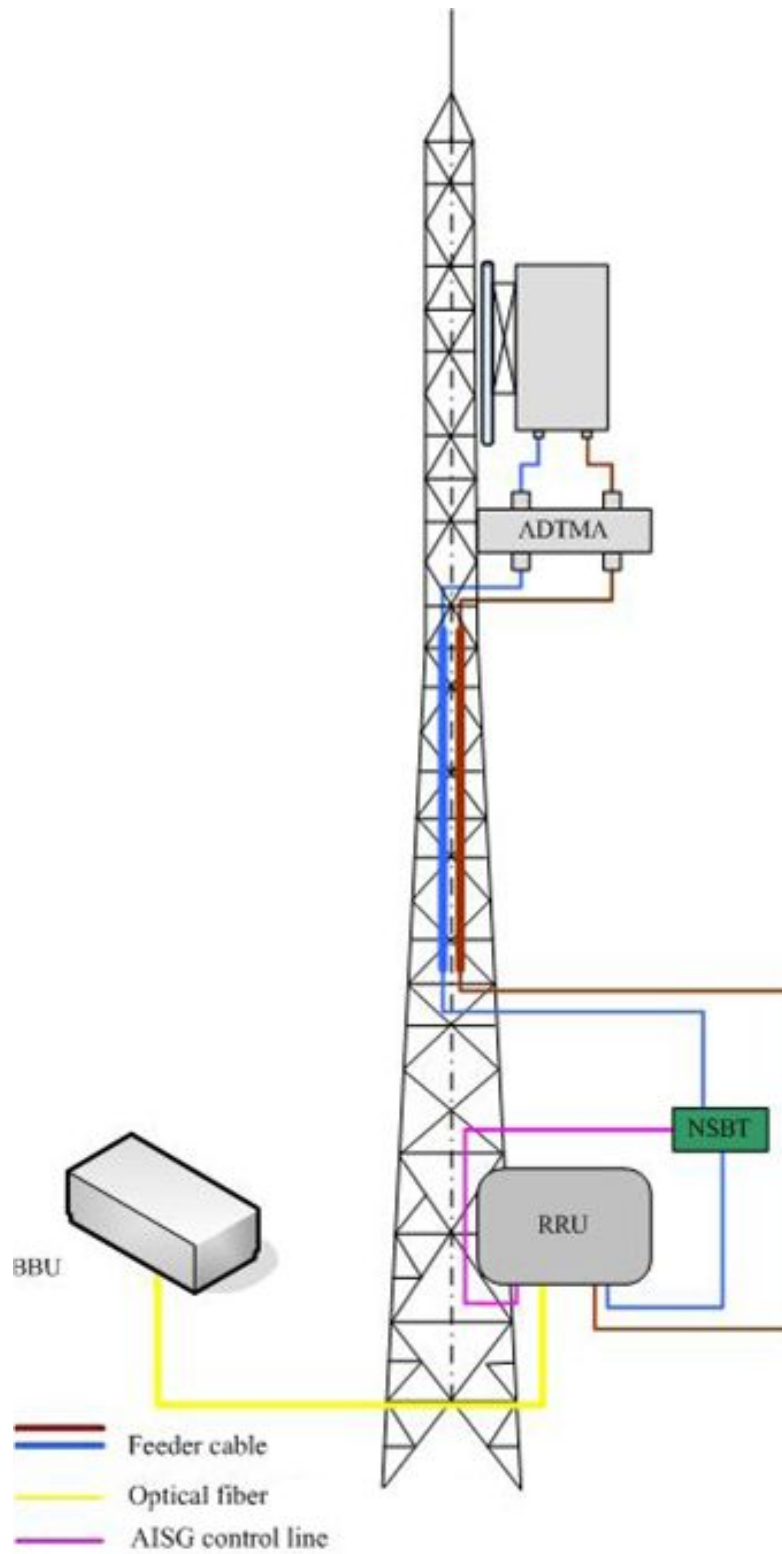 ADTMA
NSBT
RRU
BBU
Feeder cable
Optical fiber
AISG control line